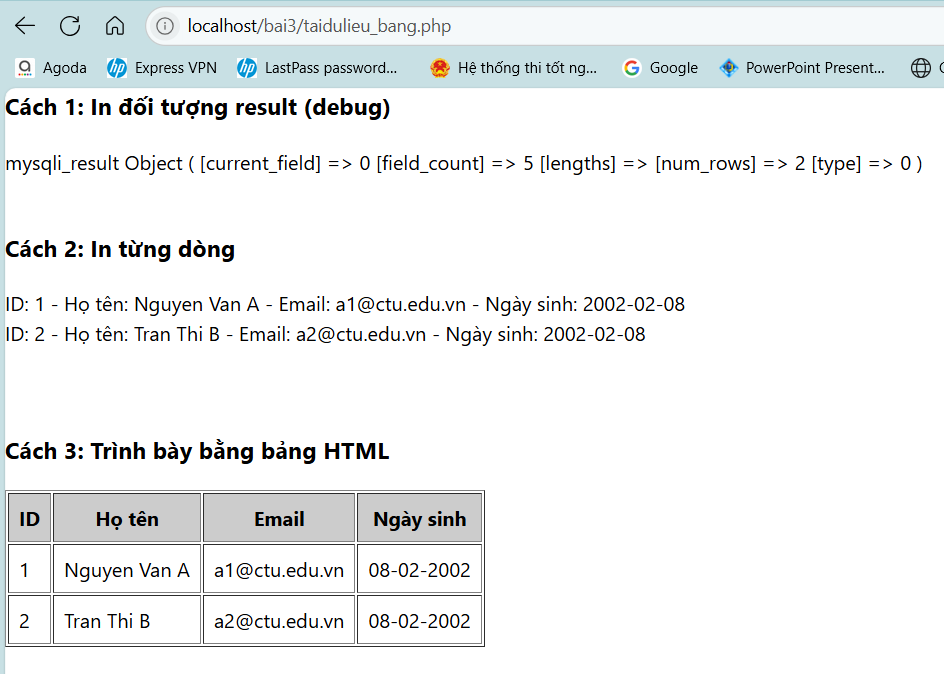 localhost/bai3/taidulieu_bang.php
Agoda Express VPN LastPass password... Hệ thống thi tốt ng... Google PowerPoint Present...
Cách 1: In đối tượng result (debug)
mysqli_result Object ( [current_field] => 0 [field_count] => 5 [lengths] => [num_rows] => 2 [type] => 0 )
Cách 2: In từng dòng
ID: 1 - Họ tên: Nguyen Van A - Email: a1@ctu.edu.vn - Ngày sinh: 2002-02-08
ID: 2 - Họ tên: Tran Thi B - Email: a2@ctu.edu.vn - Ngày sinh: 2002-02-08
Cách 3: Trình bày bằng bảng HTML
ID Họ tên Email Ngày sinh
1 Nguyen Van A a1@ctu.edu.vn 08-02-2002
2 Tran Thi B a2@ctu.edu.vn 08-02-2002